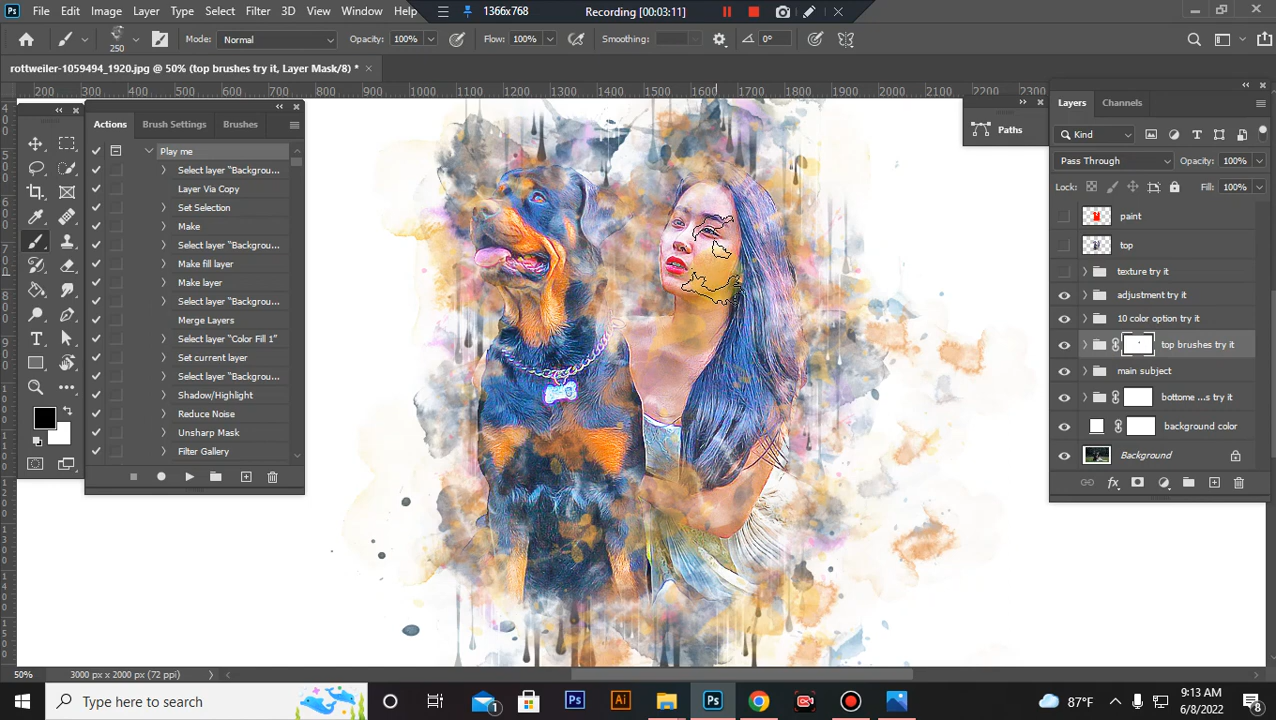 Ps File Edit Image Layer Type Select Filter 3D View Window Help 1366x768 Recording [00:03:11]
250 Mode: Normal Opacity: 100% Flow: 100% Smoothing: 0°
rottweiler-1059494_1920.jpg @ 50% (top brushes try it, Layer Mask/8) * ×
200 300 400 500 600 700 800 900 1000 1100 1200 1300 1400 1500 1600 1700 1800 1900 2000 2100 2200 2300
Actions Brush Settings Brushes
Play me
Select layer "Backgrou...
Layer Via Copy
Set Selection
Make
Select layer "Backgrou...
Make fill layer
Make layer
Select layer "Backgrou...
Merge Layers
Select layer "Color Fill 1"
Set current layer
Select layer "Backgrou...
Shadow/Highlight
Reduce Noise
Unsharp Mask
Filter Gallery
Paths
Layers Channels
Kind
Pass Through Opacity: 100%
Lock: Fill: 100%
paint
top
texture try it
adjustment try it
10 color option try it
top brushes try it
main subject
bottome ...s try it
background color
Background
50% 3000 px x 2000 px (72 ppi)
Type here to search
1 Ps Ai Ps 87°F 9:13 AM
6/8/2022 8